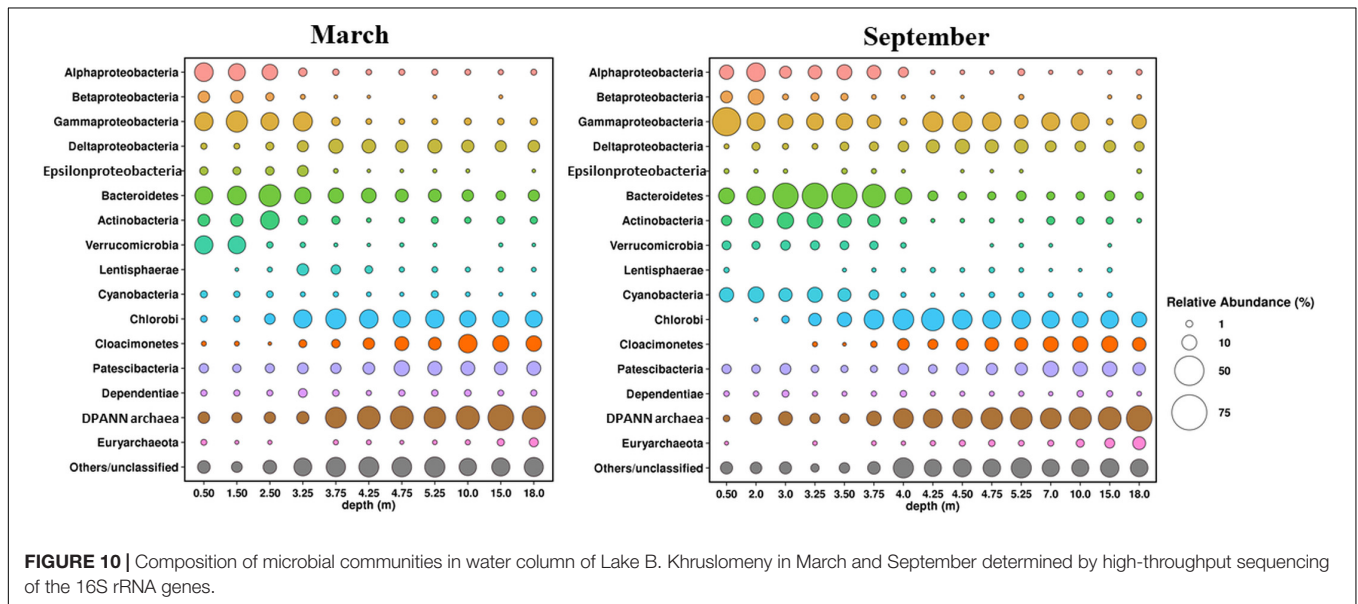 March
September
Alphaproteobacteria
Betaproteobacteria
Gammaproteobacteria
Deltaproteobacteria
Epsilonproteobacteria
Bacteroidetes
Actinobacteria
Verrucomicrobia
Lentisphaerae
Cyanobacteria
Chlorobi
Cloacimonetes
Patescibacteria
Dependentiae
DPANN archaea
Euryarchaeota
Others/unclassified
0.50 1.50 2.50 3.25 3.75 4.25 4.75 5.25 10.0 15.0 18.0
depth (m)
Alphaproteobacteria
Betaproteobacteria
Gammaproteobacteria
Deltaproteobacteria
Epsilonproteobacteria
Bacteroidetes
Actinobacteria
Verrucomicrobia
Lentisphaerae
Cyanobacteria
Chlorobi
Cloacimonetes
Patescibacteria
Dependentiae
DPANN archaea
Euryarchaeota
Others/unclassified
0.50 2.0 3.0 3.25 3.50 3.75 4.0 4.25 4.50 4.75 5.25 7.0 10.0 15.0 18.0
depth (m)
Relative Abundance (%)
1
10
50
75
FIGURE 10 | Composition of microbial communities in water column of Lake B. Khruslomeny in March and September determined by high-throughput sequencing
of the 16S rRNA genes.